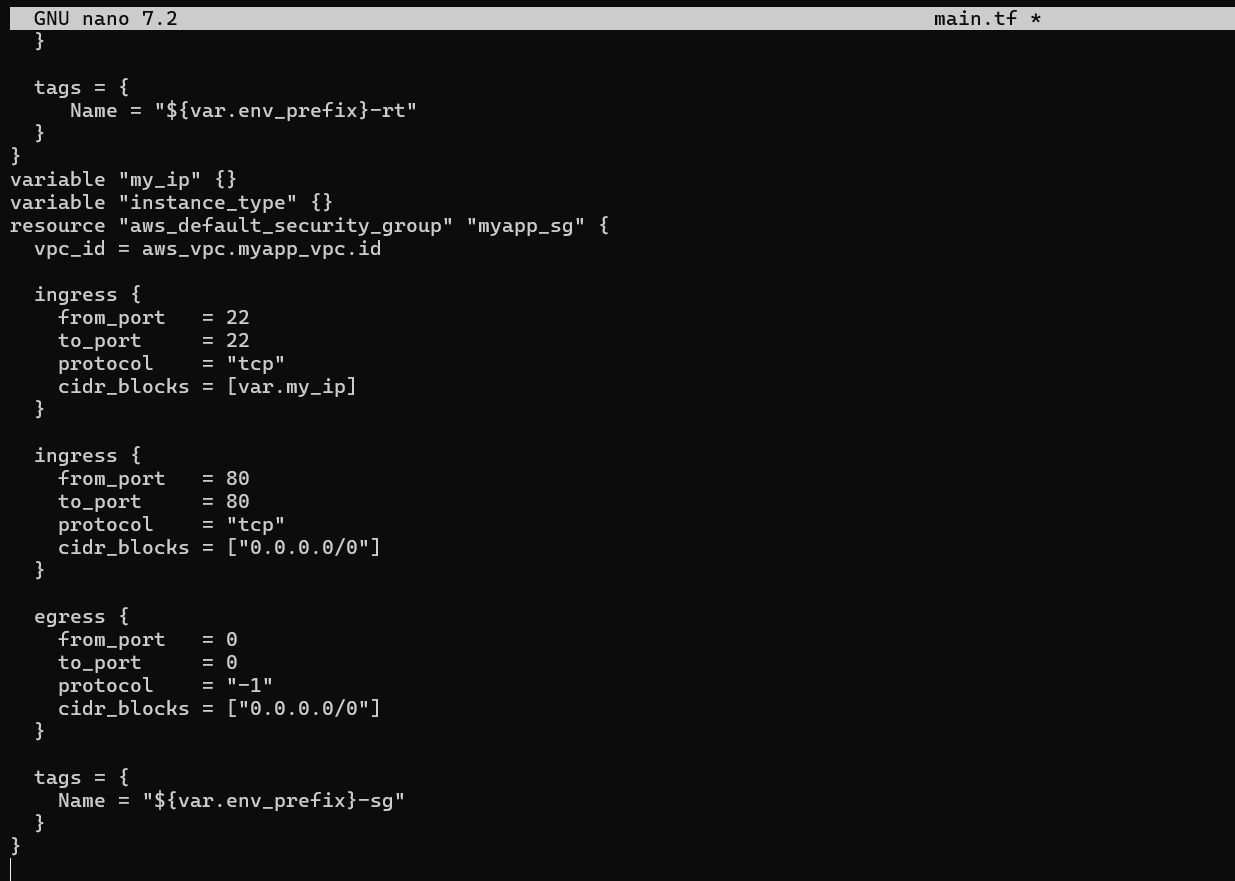 GNU nano 7.2 main.tf *
  }

  tags = {
     Name = "${var.env_prefix}-rt"
  }
}
variable "my_ip" {}
variable "instance_type" {}
resource "aws_default_security_group" "myapp_sg" {
  vpc_id = aws_vpc.myapp_vpc.id

  ingress {
    from_port   = 22
    to_port     = 22
    protocol    = "tcp"
    cidr_blocks = [var.my_ip]
  }

  ingress {
    from_port   = 80
    to_port     = 80
    protocol    = "tcp"
    cidr_blocks = ["0.0.0.0/0"]
  }

  egress {
    from_port   = 0
    to_port     = 0
    protocol    = "-1"
    cidr_blocks = ["0.0.0.0/0"]
  }

  tags = {
    Name = "${var.env_prefix}-sg"
  }
}